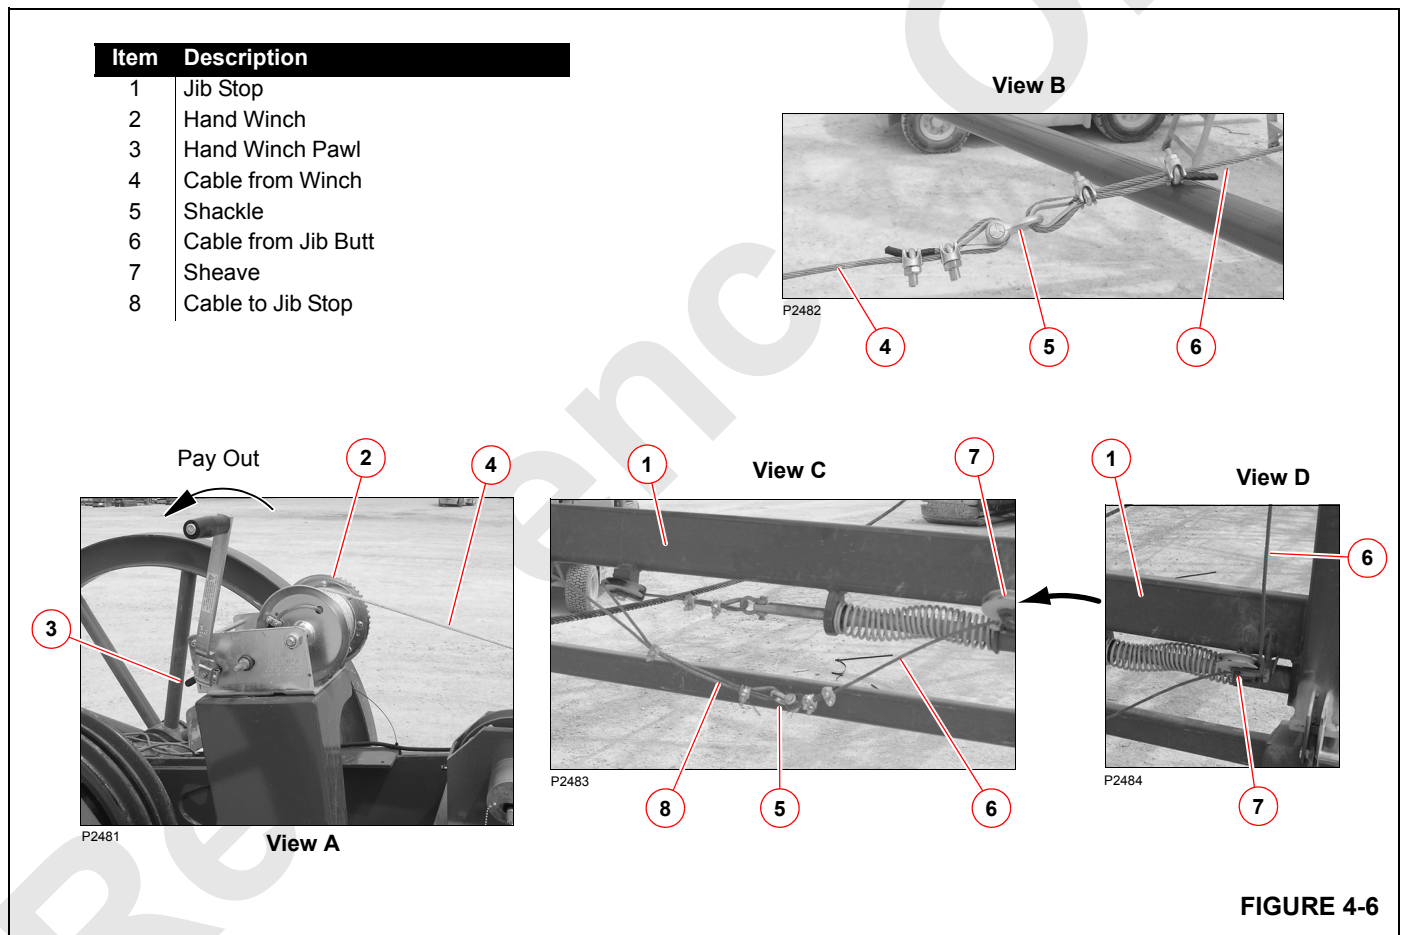 Item Description
1 Jib Stop
2 Hand Winch
3 Hand Winch Pawl
4 Cable from Winch
5 Shackle
6 Cable from Jib Butt
7 Sheave
8 Cable to Jib Stop
View B
P2482
4 5 6
Pay Out
2
4
3
P2481
View A
1
View C
7
P2483
8 5 6
1
View D
6
P2484
7
FIGURE 4-6